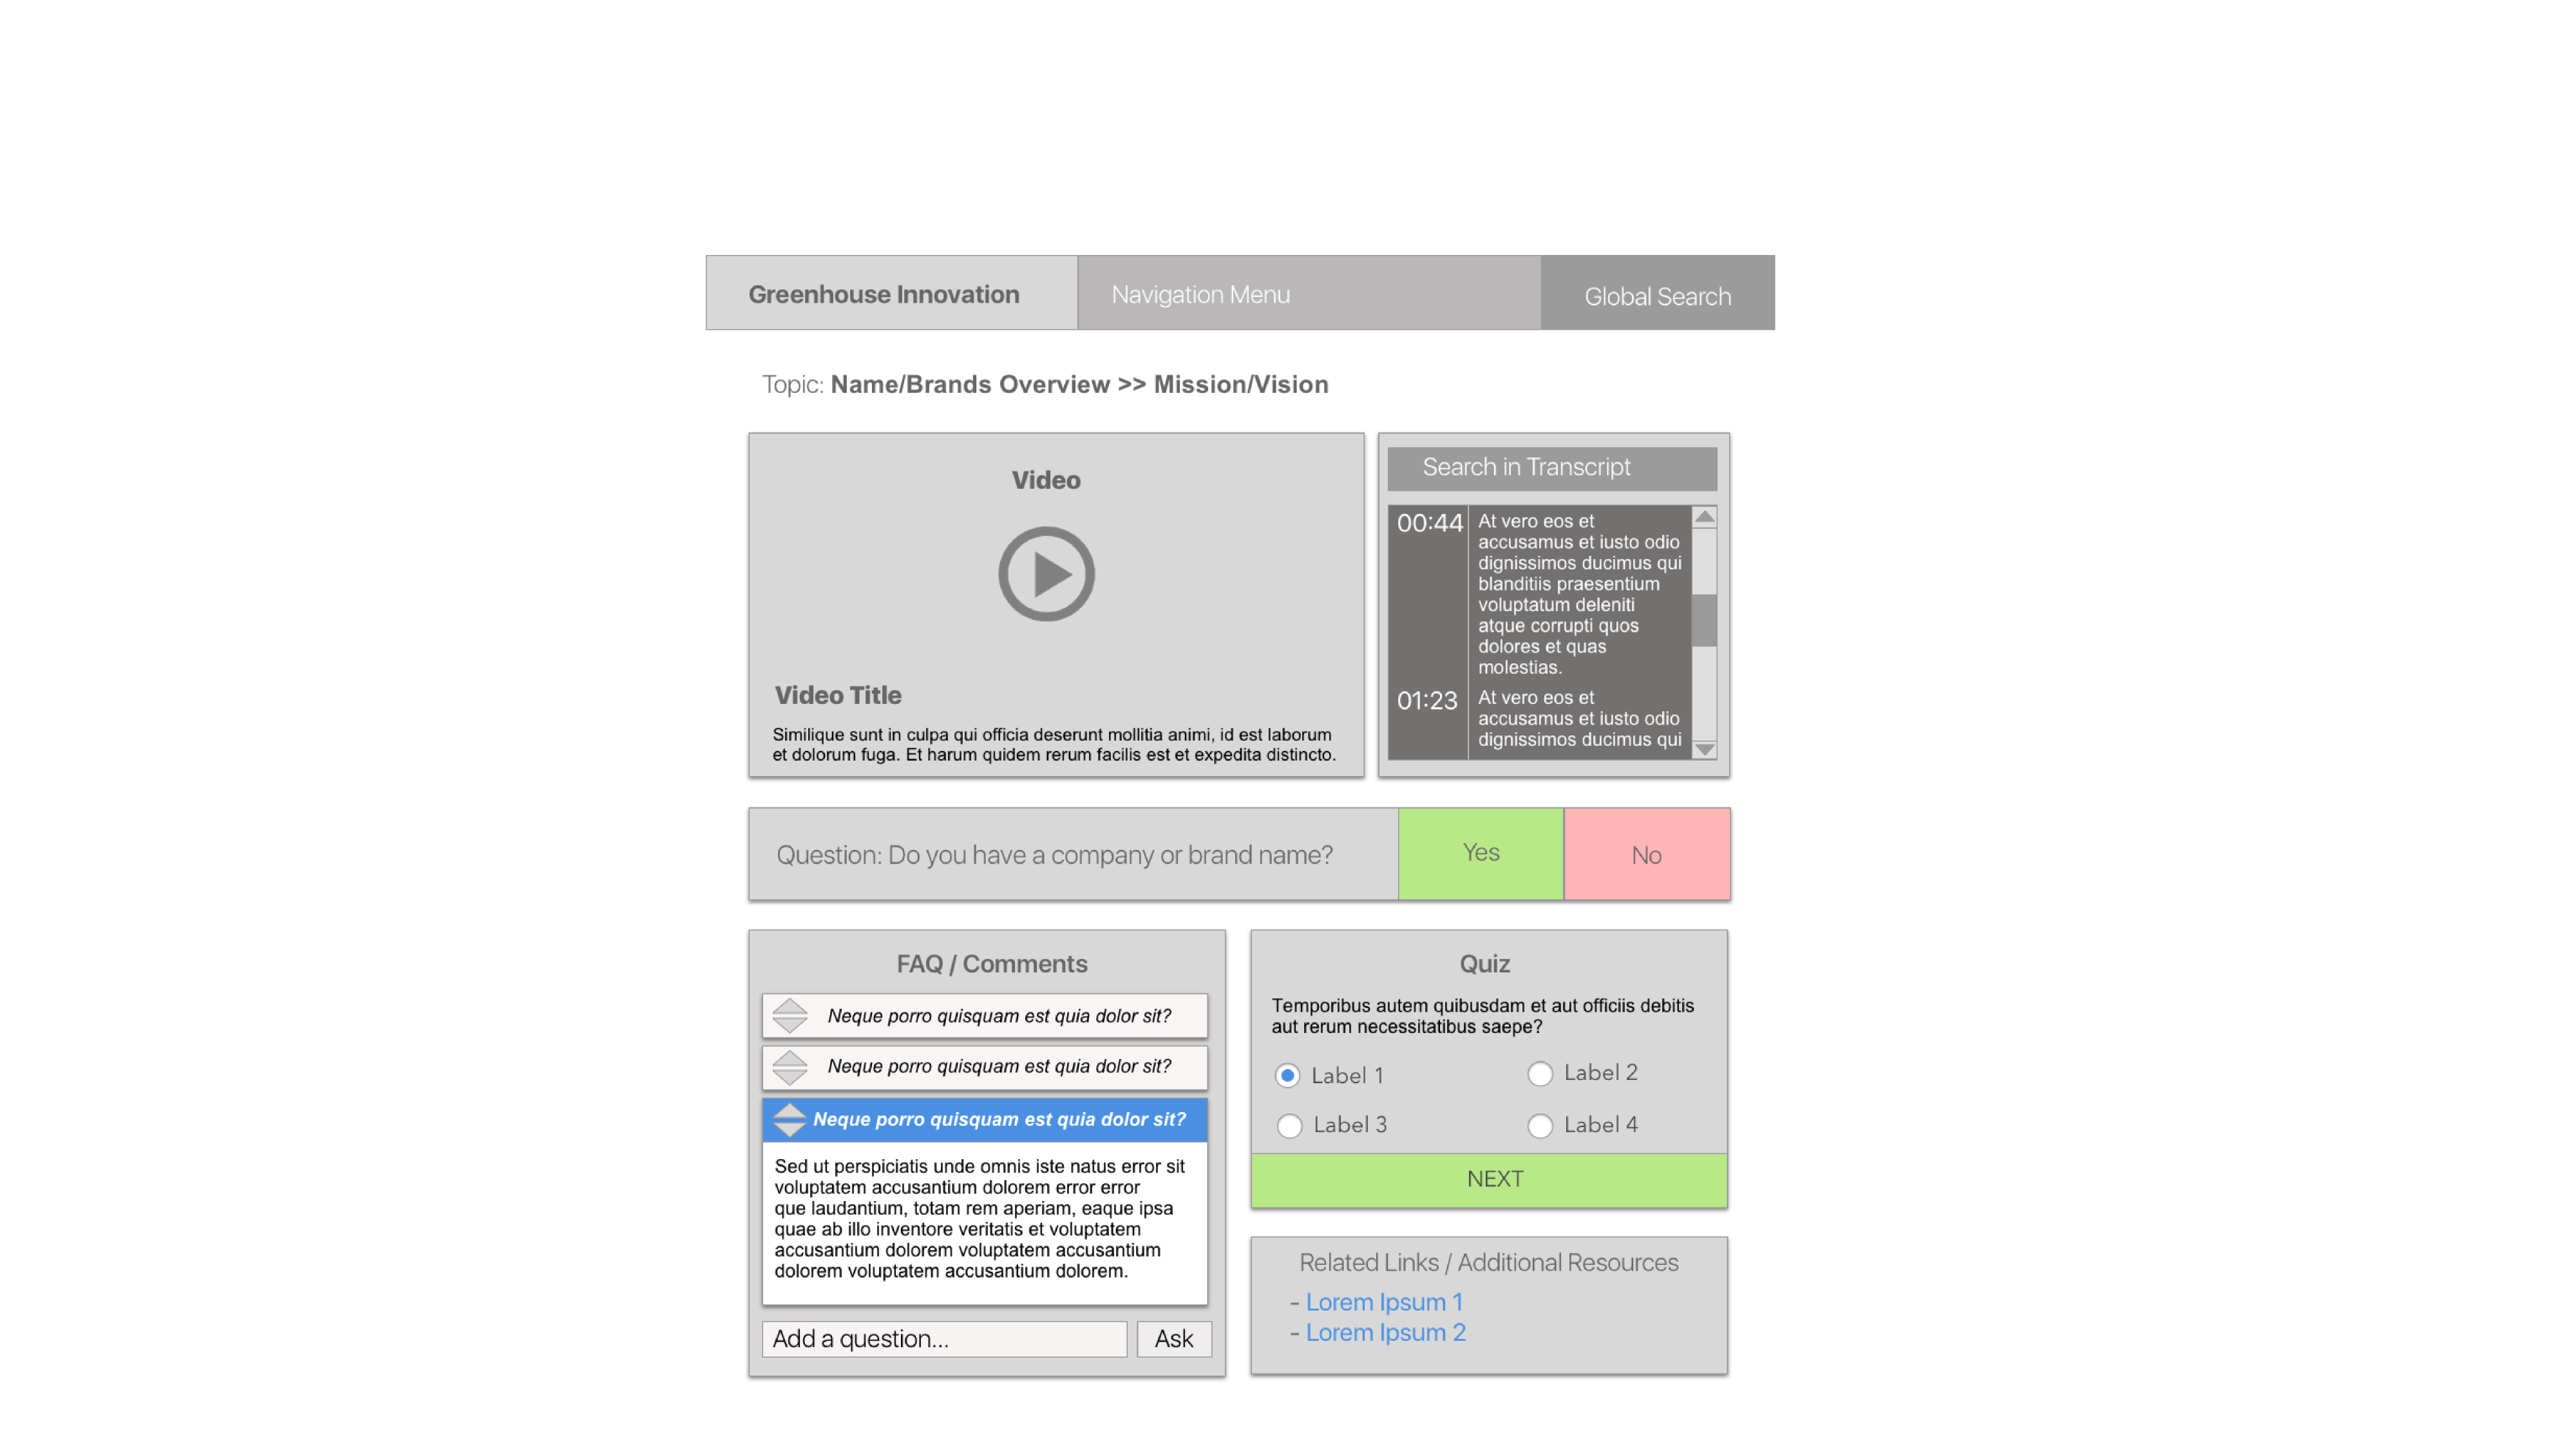 Greenhouse Innovation
Navigation Menu
Global Search
Topic: Name/Brands Overview >> Mission/Vision
Video
Video Title
Similique sunt in culpa qui officia deserunt mollitia animi, id est laborum
et dolorum fuga. Et harum quidem rerum facilis est et expedita distincto.
Search in Transcript
00:44
At vero eos et
accusamus et iusto odio
dignissimos ducimus qui
blanditiis praesentium
voluptatum deleniti
atque corrupti quos
dolores et quas
molestias.
01:23
At vero eos et
accusamus et iusto odio
dignissimos ducimus qui
Question: Do you have a company or brand name?
Yes
No
FAQ / Comments
Neque porro quisquam est quia dolor sit?
Neque porro quisquam est quia dolor sit?
Neque porro quisquam est quia dolor sit?
Sed ut perspiciatis unde omnis iste natus error sit
voluptatem accusantium dolorem error error
que laudantium, totam rem aperiam, eaque ipsa
quae ab illo inventore veritatis et voluptatem
accusantium dolorem voluptatem accusantium
dolorem voluptatem accusantium dolorem.
Add a question...
Ask
Quiz
Temporibus autem quibusdam et aut officiis debitis
aut rerum necessitatibus saepe?
Label 1
Label 2
Label 3
Label 4
NEXT
Related Links / Additional Resources
- Lorem Ipsum 1
- Lorem Ipsum 2